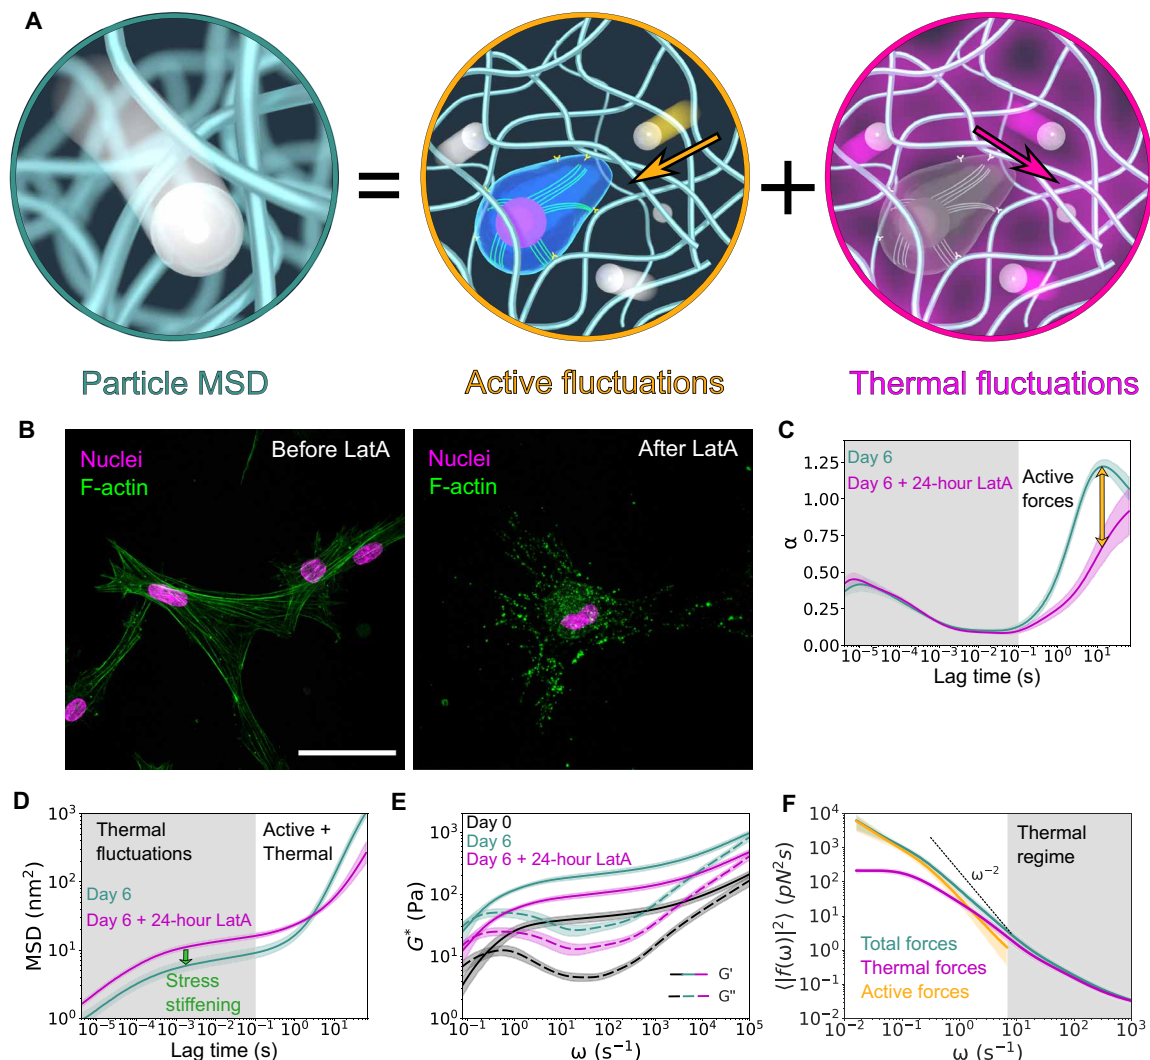 A
=
+
Particle MSD
Active fluctuations
Thermal fluctuations
B
Nuclei
F-actin
Before LatA
Nuclei
F-actin
After LatA
C
Day 6
Day 6 + 24-hour LatA
Active
forces
1.25
1.00
0.75
0.50
0.25
0.00
α
10⁻⁵ 10⁻⁴ 10⁻³ 10⁻² 10⁻¹ 10⁰ 10¹
Lag time (s)
D
Thermal
fluctuations
Active +
Thermal
Day 6
Day 6 + 24-hour LatA
Stress
stiffening
10³
10²
10¹
10⁰
MSD (nm²)
10⁻⁵ 10⁻⁴ 10⁻³ 10⁻² 10⁻¹ 10⁰ 10¹
Lag time (s)
E
Day 0
Day 6
Day 6 + 24-hour LatA
G'
G''
10³
10²
10¹
10⁰
G* (Pa)
10⁻¹ 10⁰ 10¹ 10² 10³ 10⁴ 10⁵
ω (s⁻¹)
F
Thermal
regime
ω⁻²
Total forces
Thermal forces
Active forces
10⁴
10³
10²
10¹
10⁰
10⁻¹
10⁻²
⟨|f(ω)|²⟩ (pN²s)
10⁻² 10⁻¹ 10⁰ 10¹ 10² 10³
ω (s⁻¹)